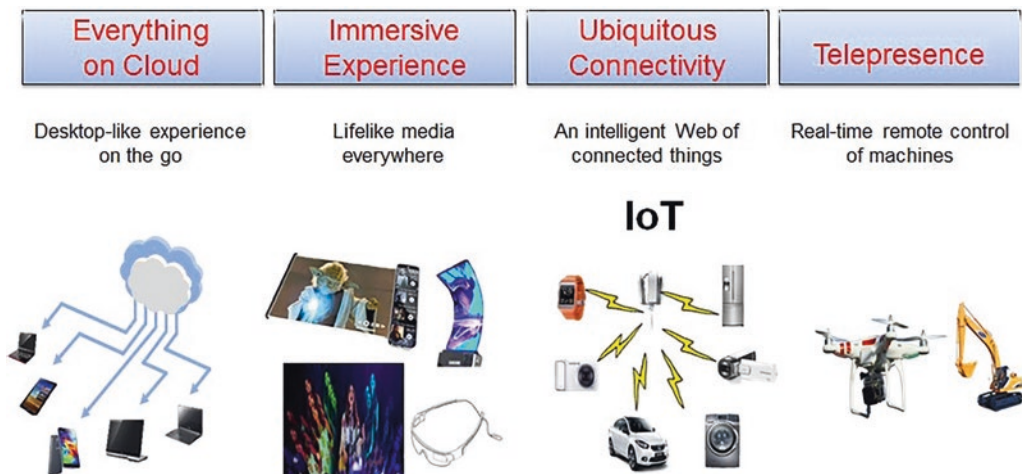 Everything
on Cloud
Desktop-like experience
on the go
Immersive
Experience
Lifelike media
everywhere
Ubiquitous
Connectivity
An intelligent Web of
connected things
IoT
Telepresence
Real-time remote control
of machines